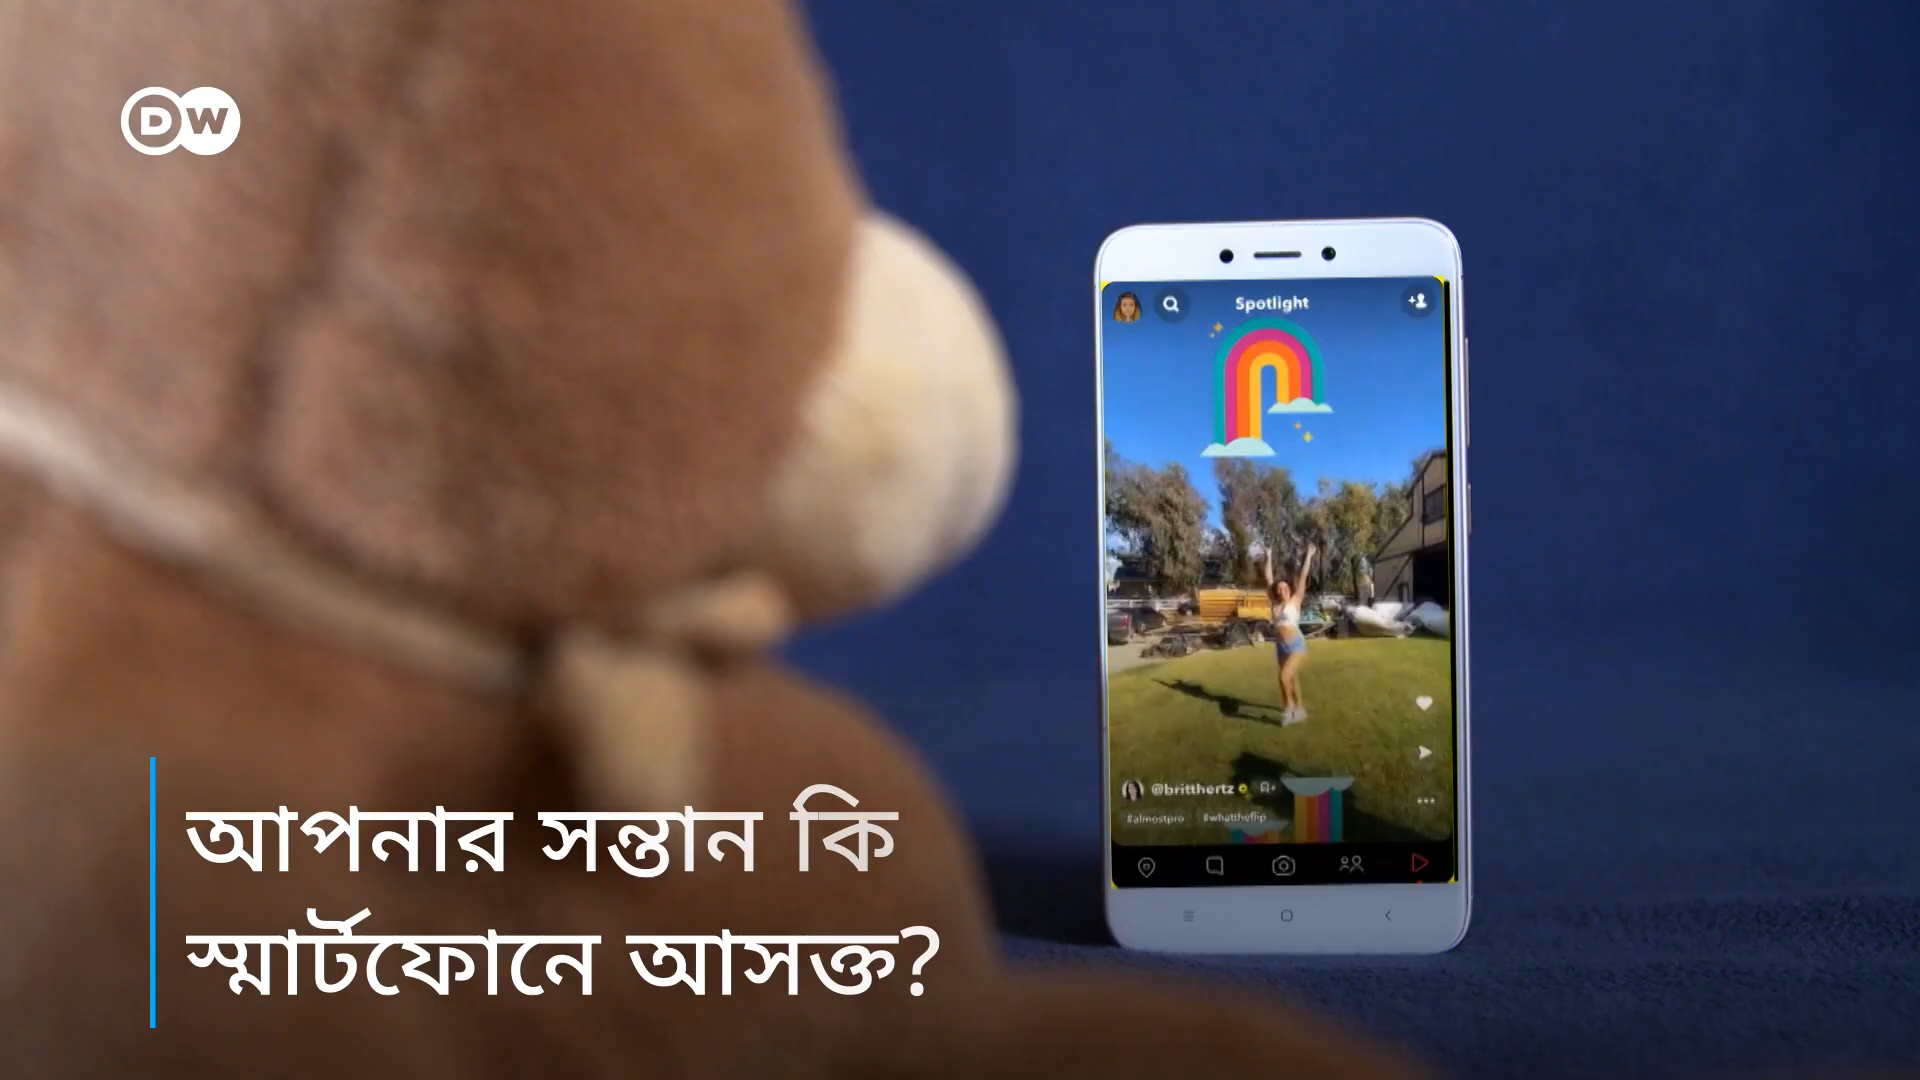 DW
Spotlight
@britthertz
#almostpro #whattheflip
আপনার সন্তান কি
স্মার্টফোনে আসক্ত?